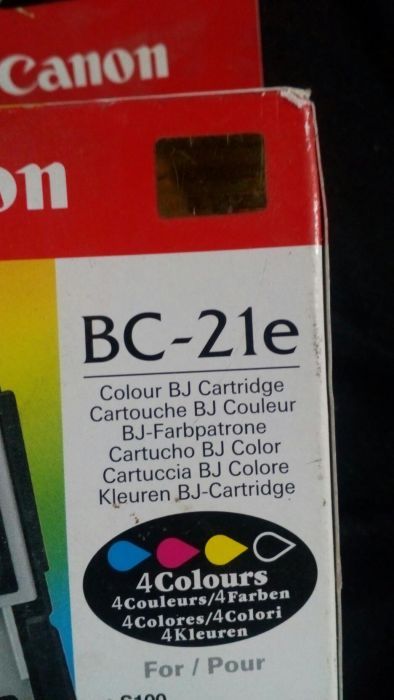 Canon
on
BC-21e
Colour BJ Cartridge
Cartouche BJ Couleur
BJ-Farbpatrone
Cartucho BJ Color
Cartuccia BJ Colore
Kleuren BJ-Cartridge
4Colours
4Couleurs/4Farben
4Colores/4Colori
4Kleuren
For / Pour